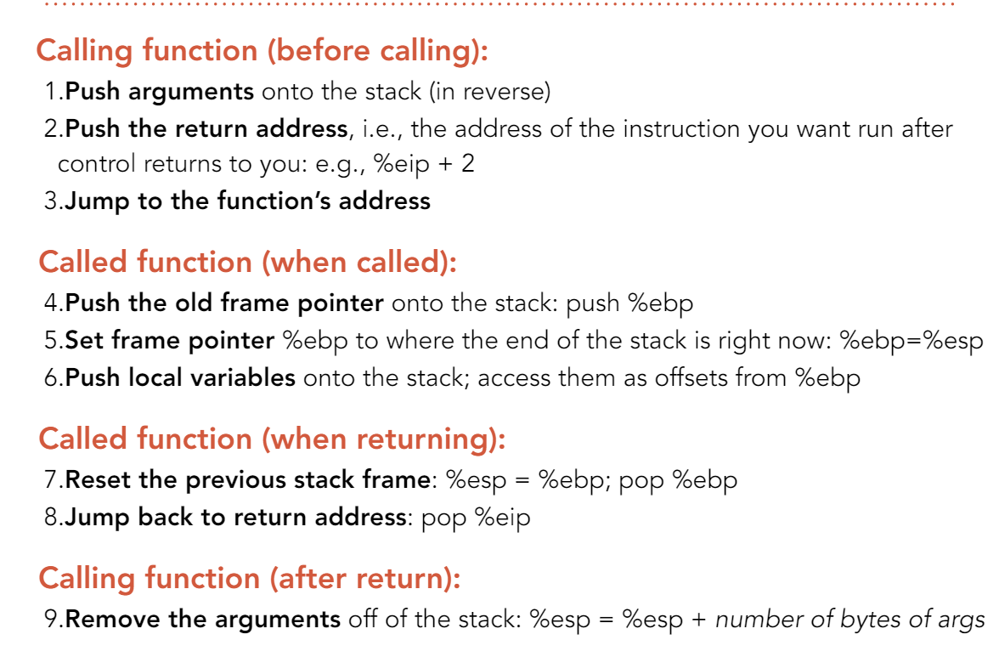 Calling function (before calling):
1.Push arguments onto the stack (in reverse)
2.Push the return address, i.e., the address of the instruction you want run after
control returns to you: e.g., %eip + 2
3.Jump to the function’s address
Called function (when called):
4.Push the old frame pointer onto the stack: push %ebp
5.Set frame pointer %ebp to where the end of the stack is right now: %ebp=%esp
6.Push local variables onto the stack; access them as offsets from %ebp
Called function (when returning):
7.Reset the previous stack frame: %esp = %ebp; pop %ebp
8.Jump back to return address: pop %eip
Calling function (after return):
9.Remove the arguments off of the stack: %esp = %esp + number of bytes of args